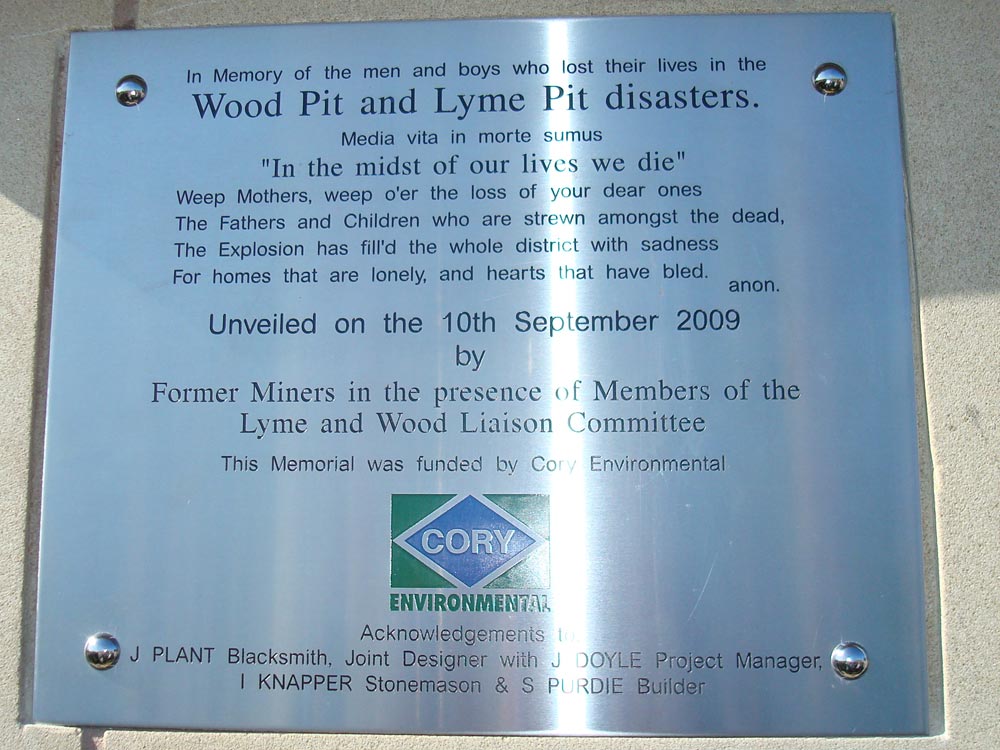 In Memory of the men and boys who lost their lives in the
Wood Pit and Lyme Pit disasters.
Media vita in morte sumus
"In the midst of our lives we die"
Weep Mothers, weep o'er the loss of your dear ones
The Fathers and Children who are strewn amongst the dead,
The Explosion has fill'd the whole district with sadness
For homes that are lonely, and hearts that have bled.
anon.
Unveiled on the 10th September 2009
by
Former Miners in the presence of Members of the
Lyme and Wood Liaison Committee
This Memorial was funded by Cory Environmental
CORY
ENVIRONMENTAL
Acknowledgements to
J PLANT Blacksmith, Joint Designer with J DOYLE Project Manager,
I KNAPPER Stonemason & S PURDIE Builder